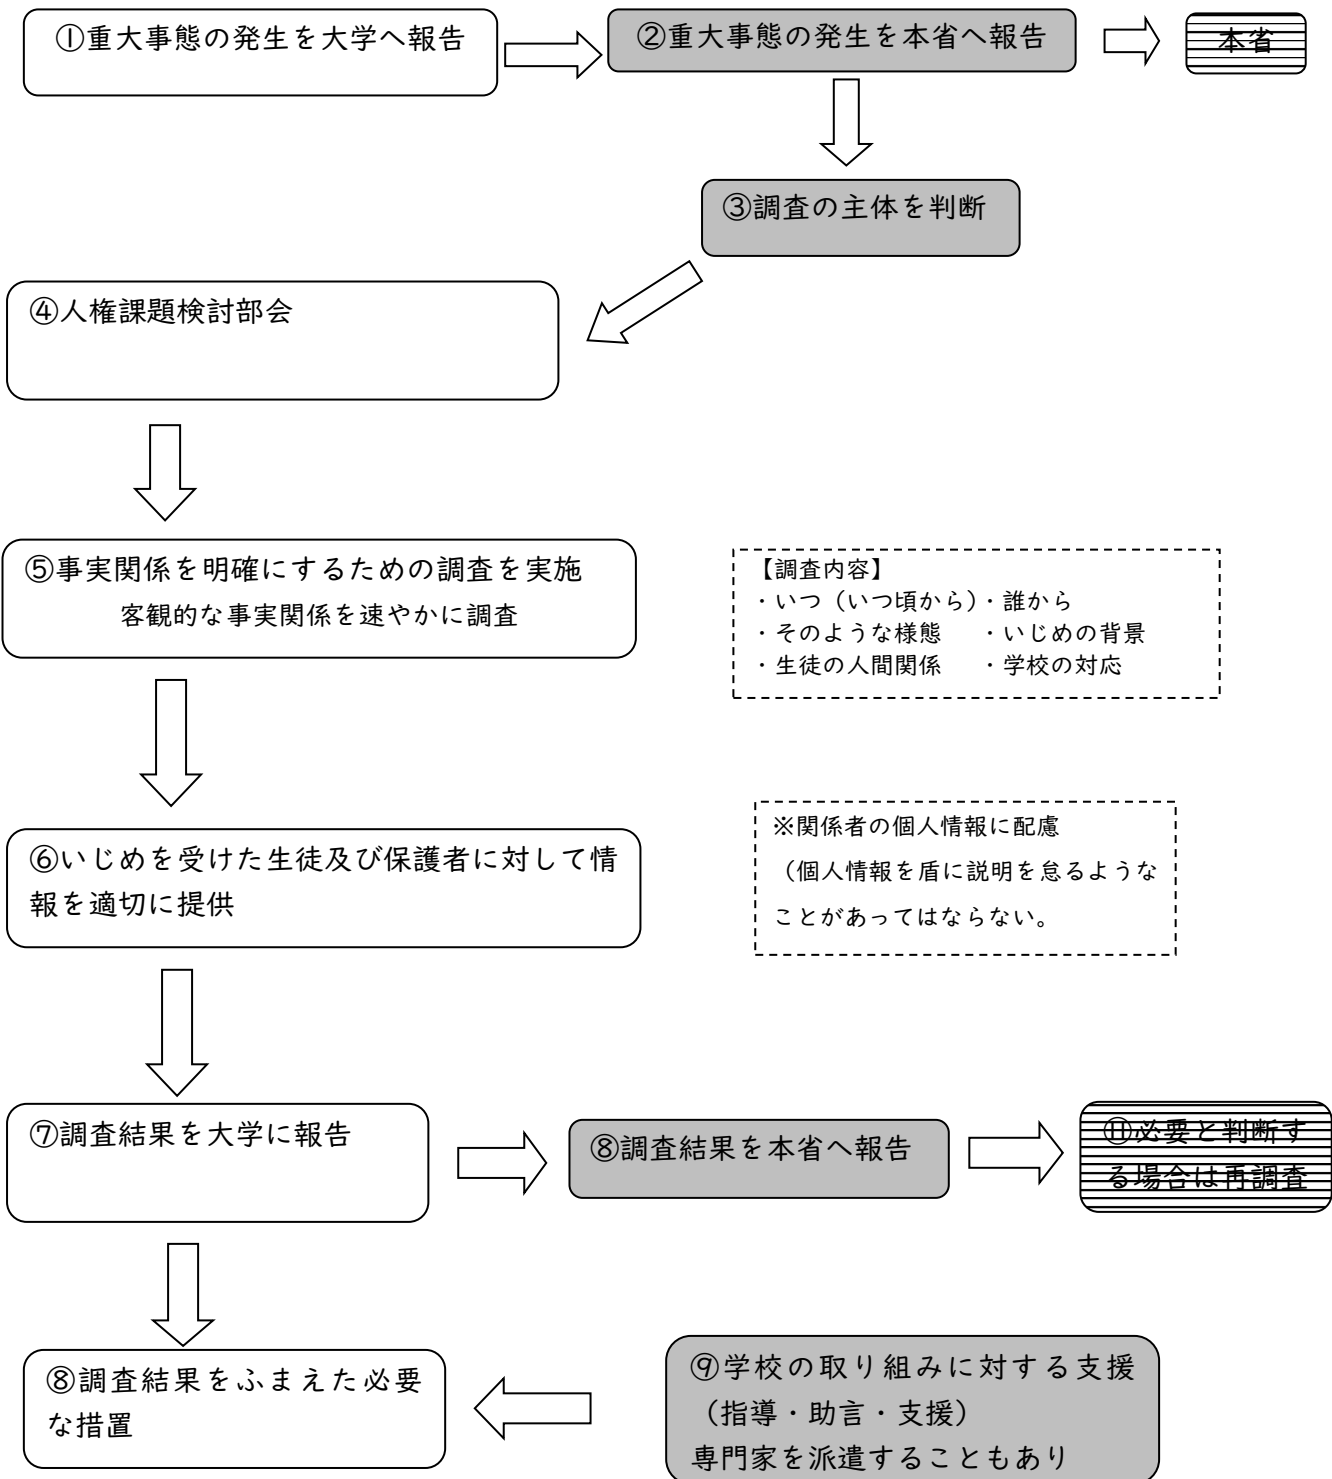 ①重大事態の発生を大学へ報告
②重大事態の発生を本省へ報告
本省
③調査の主体を判断
④人権課題検討部会
⑤事実関係を明確にするための調査を実施
客観的な事実関係を速やかに調査
【調査内容】
・いつ（いつ頃から）・誰から
・そのような様態　・いじめの背景
・生徒の人間関係　・学校の対応
⑥いじめを受けた生徒及び保護者に対して情
報を適切に提供
※関係者の個人情報に配慮
（個人情報を盾に説明を怠るような
ことがあってはならない。
⑦調査結果を大学に報告
⑧調査結果を本省へ報告
⑪必要と判断す
る場合は再調査
⑧調査結果をふまえた必要
な措置
⑨学校の取り組みに対する支援
（指導・助言・支援）
専門家を派遣することもあり